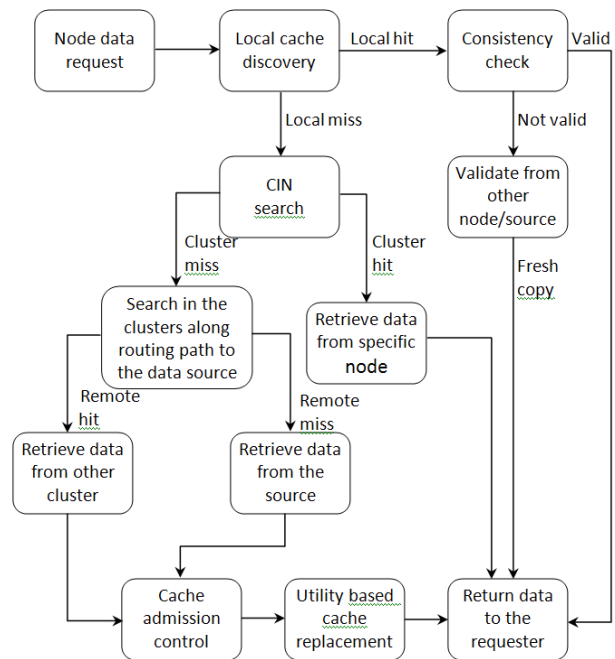 Node data
request
Local cache
discovery
Local hit
Consistency
check
Valid
Local miss
Not valid
CIN
search
Validate from
other
node/source
Cluster
miss
Cluster
hit
Fresh
copy
Search in the
clusters along
routing path to
the data source
Retrieve data
from specific
node
Remote
hit
Remote
miss
Retrieve data
from other
cluster
Retrieve data
from the
source
Cache
admission
control
Utility based
cache
replacement
Return data
to the
requester